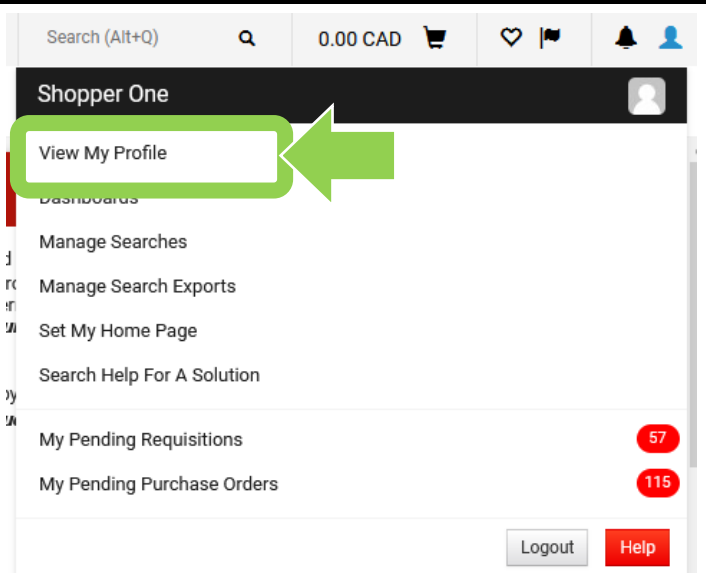 Search (Alt+Q) 0.00 CAD
Shopper One
View My Profile
Dashboards
Manage Searches
Manage Search Exports
Set My Home Page
Search Help For A Solution
My Pending Requisitions 57
My Pending Purchase Orders 115
Logout Help